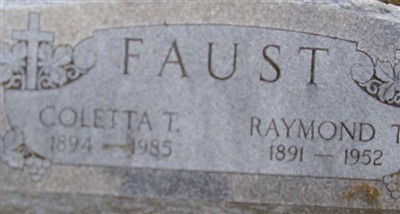 FAUST
COLETTA T.
1894 — 1985
RAYMOND T
1891 — 1952